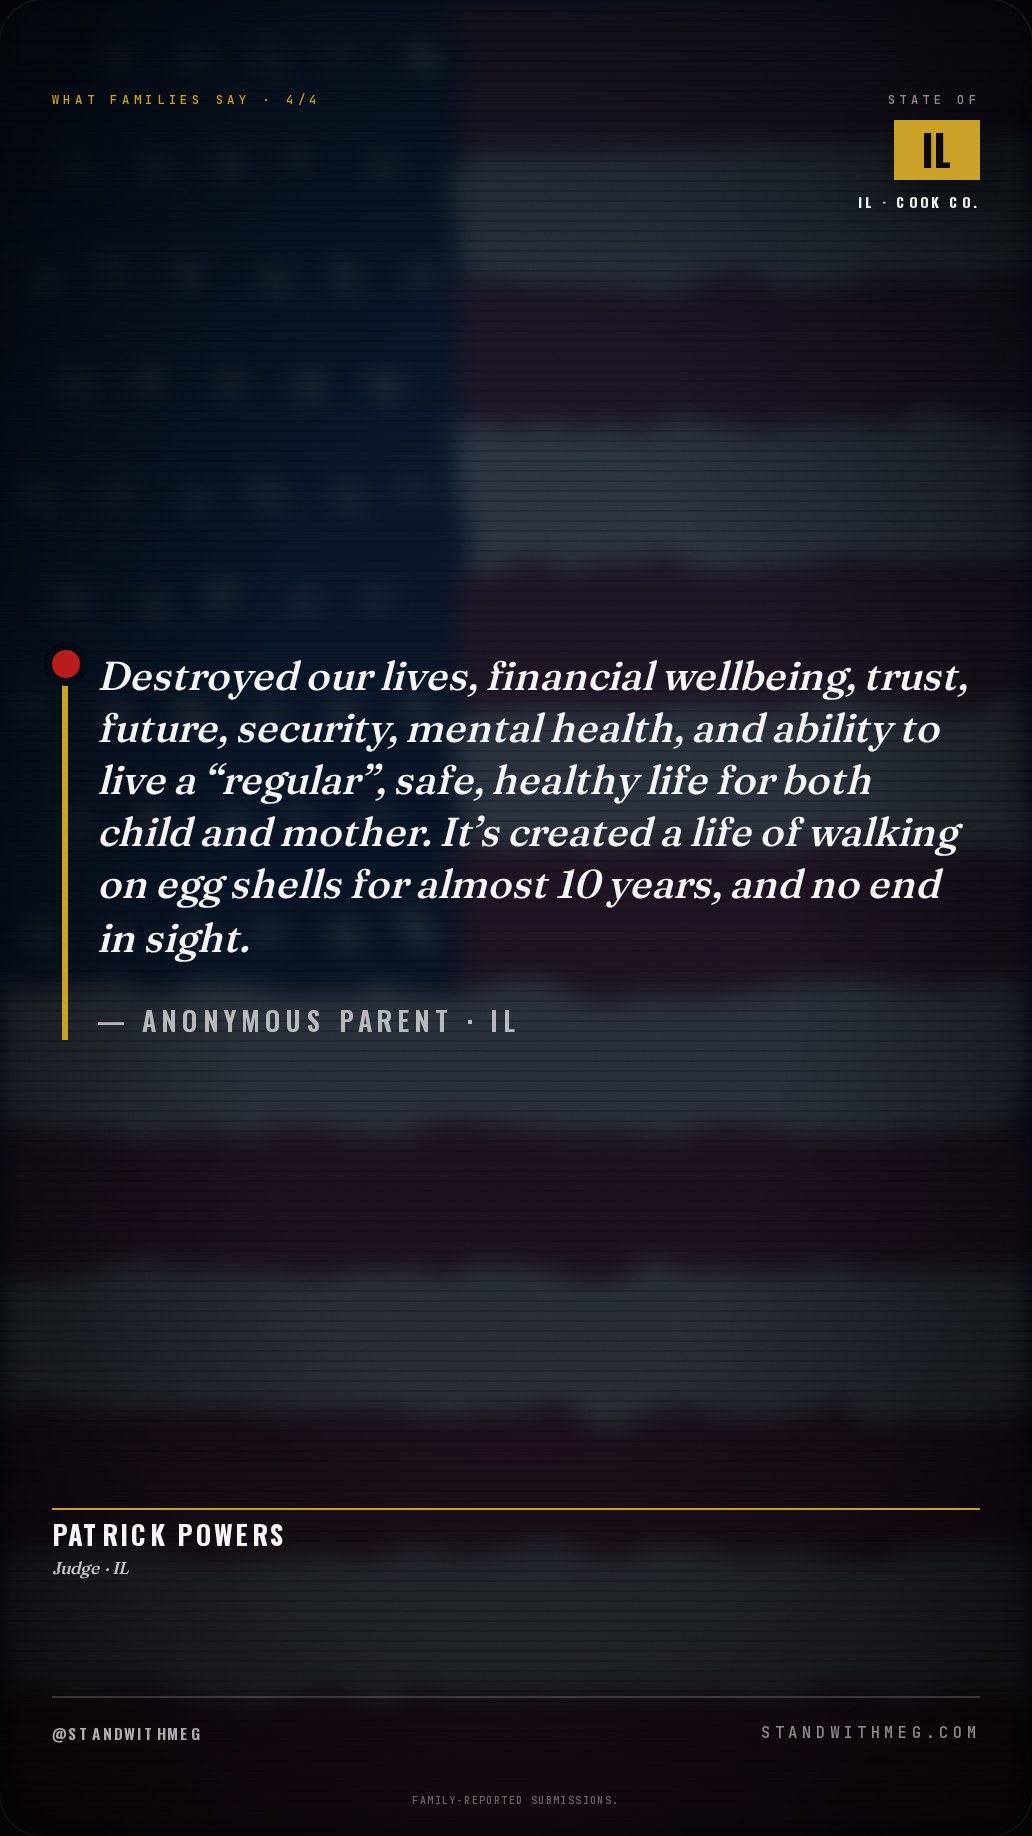 WHAT FAMILIES SAY · 4/4
STATE OF
IL
IL · COOK CO.
Destroyed our lives, financial wellbeing, trust,
future, security, mental health, and ability to
live a “regular”, safe, healthy life for both
child and mother. It’s created a life of walking
on egg shells for almost 10 years, and no end
in sight.
— ANONYMOUS PARENT · IL
PATRICK POWERS
Judge · IL
@STANDWITHMEG
STANDWITHMEG.COM
FAMILY-REPORTED SUBMISSIONS.